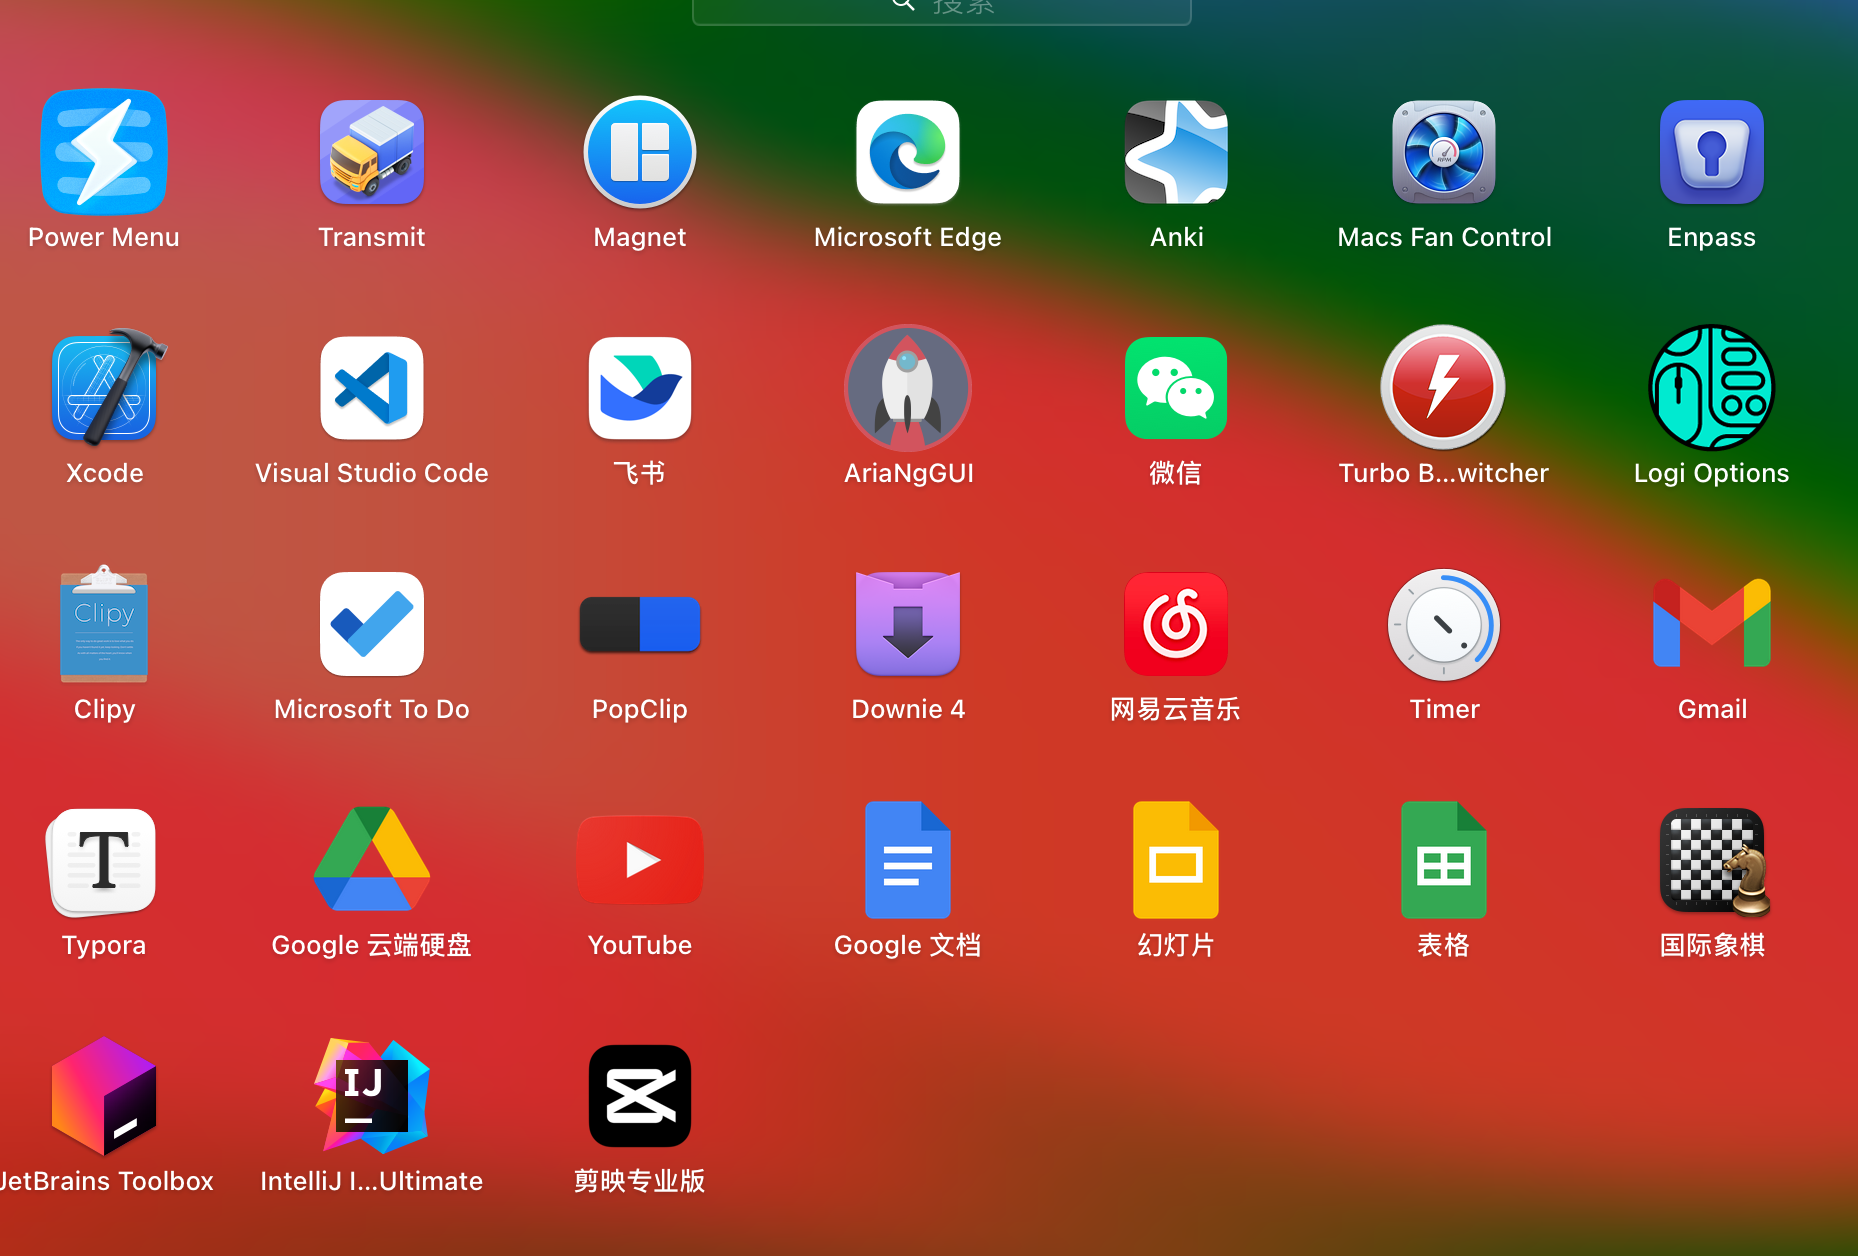 搜索
Power Menu
Transmit
Magnet
Microsoft Edge
Anki
Macs Fan Control
Enpass
Xcode
Visual Studio Code
飞书
AriaNgGUI
微信
Turbo B...witcher
Logi Options
Clipy
Clipy
Microsoft To Do
PopClip
Downie 4
网易云音乐
Timer
Gmail
T
Typora
Google 云端硬盘
YouTube
Google 文档
幻灯片
表格
国际象棋
JetBrains Toolbox
IJ
IntelliJ I...Ultimate
剪映专业版
RPM